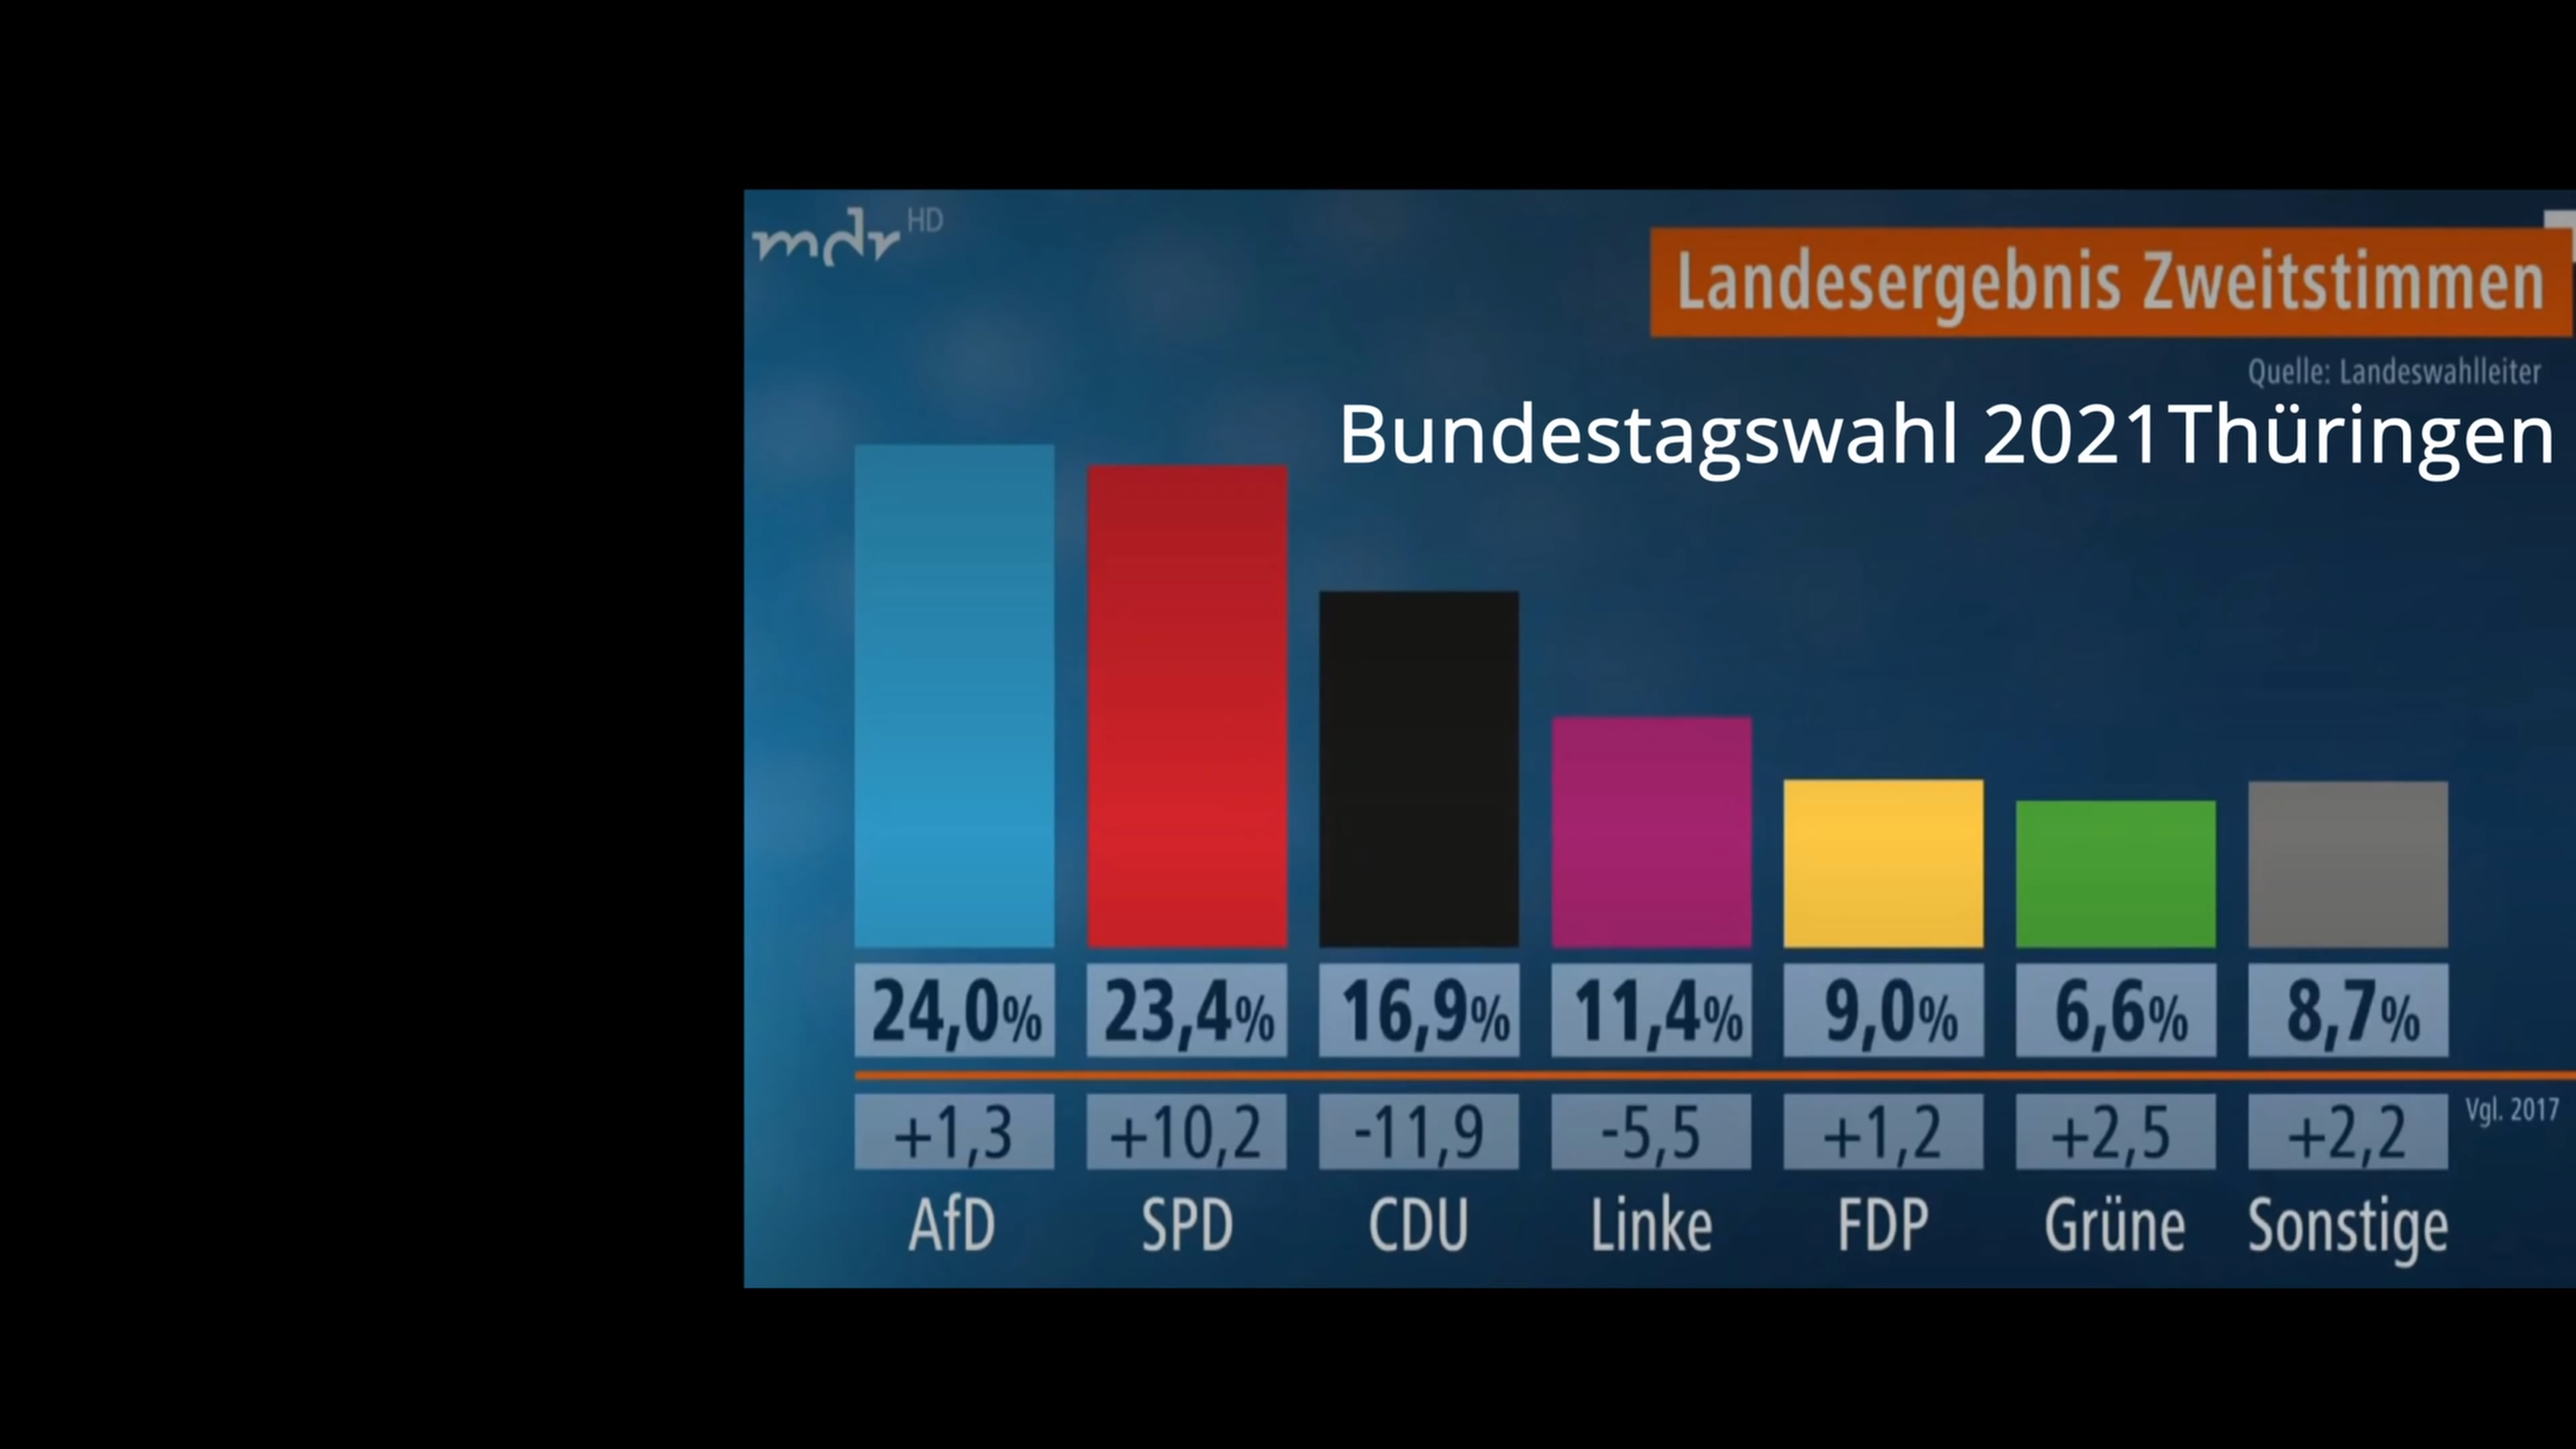 mdr HD
Landesergebnis Zweitstimmen
Quelle: Landeswahlleiter
Bundestagswahl 2021Thüringen
24,0% 23,4% 16,9% 11,4% 9,0% 6,6% 8,7%
+1,3 +10,2 -11,9 -5,5 +1,2 +2,5 +2,2 Vgl. 2017
AfD SPD CDU Linke FDP Grüne Sonstige